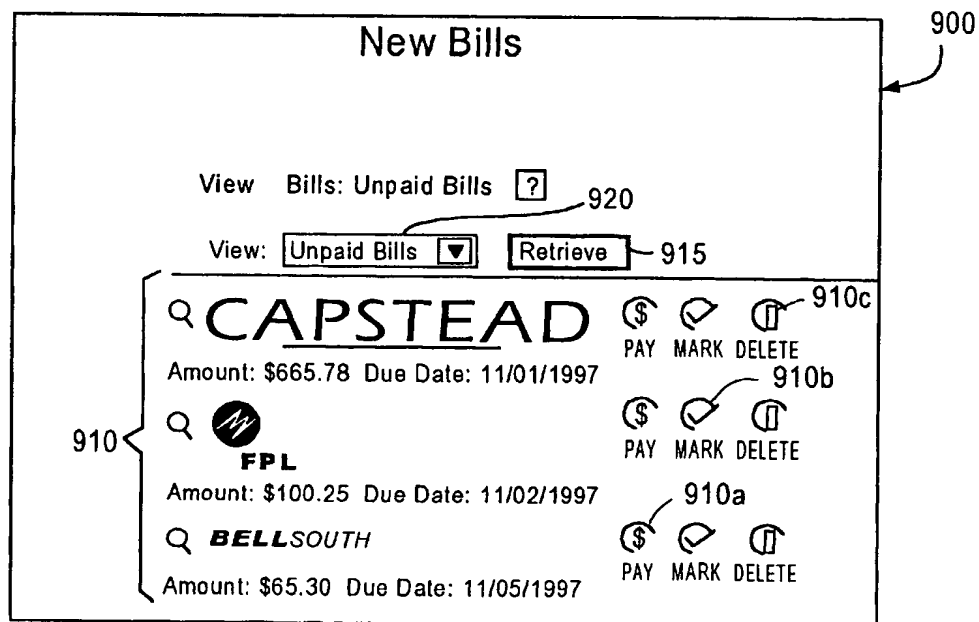 New Bills
900
View Bills: Unpaid Bills ?
920
View: Unpaid Bills Retrieve 915
CAPSTEAD $ 910c
PAY MARK DELETE
Amount: $665.78 Due Date: 11/01/1997
910b
910
FPL $
PAY MARK DELETE
Amount: $100.25 Due Date: 11/02/1997
910a
BELLSOUTH $
PAY MARK DELETE
Amount: $65.30 Due Date: 11/05/1997